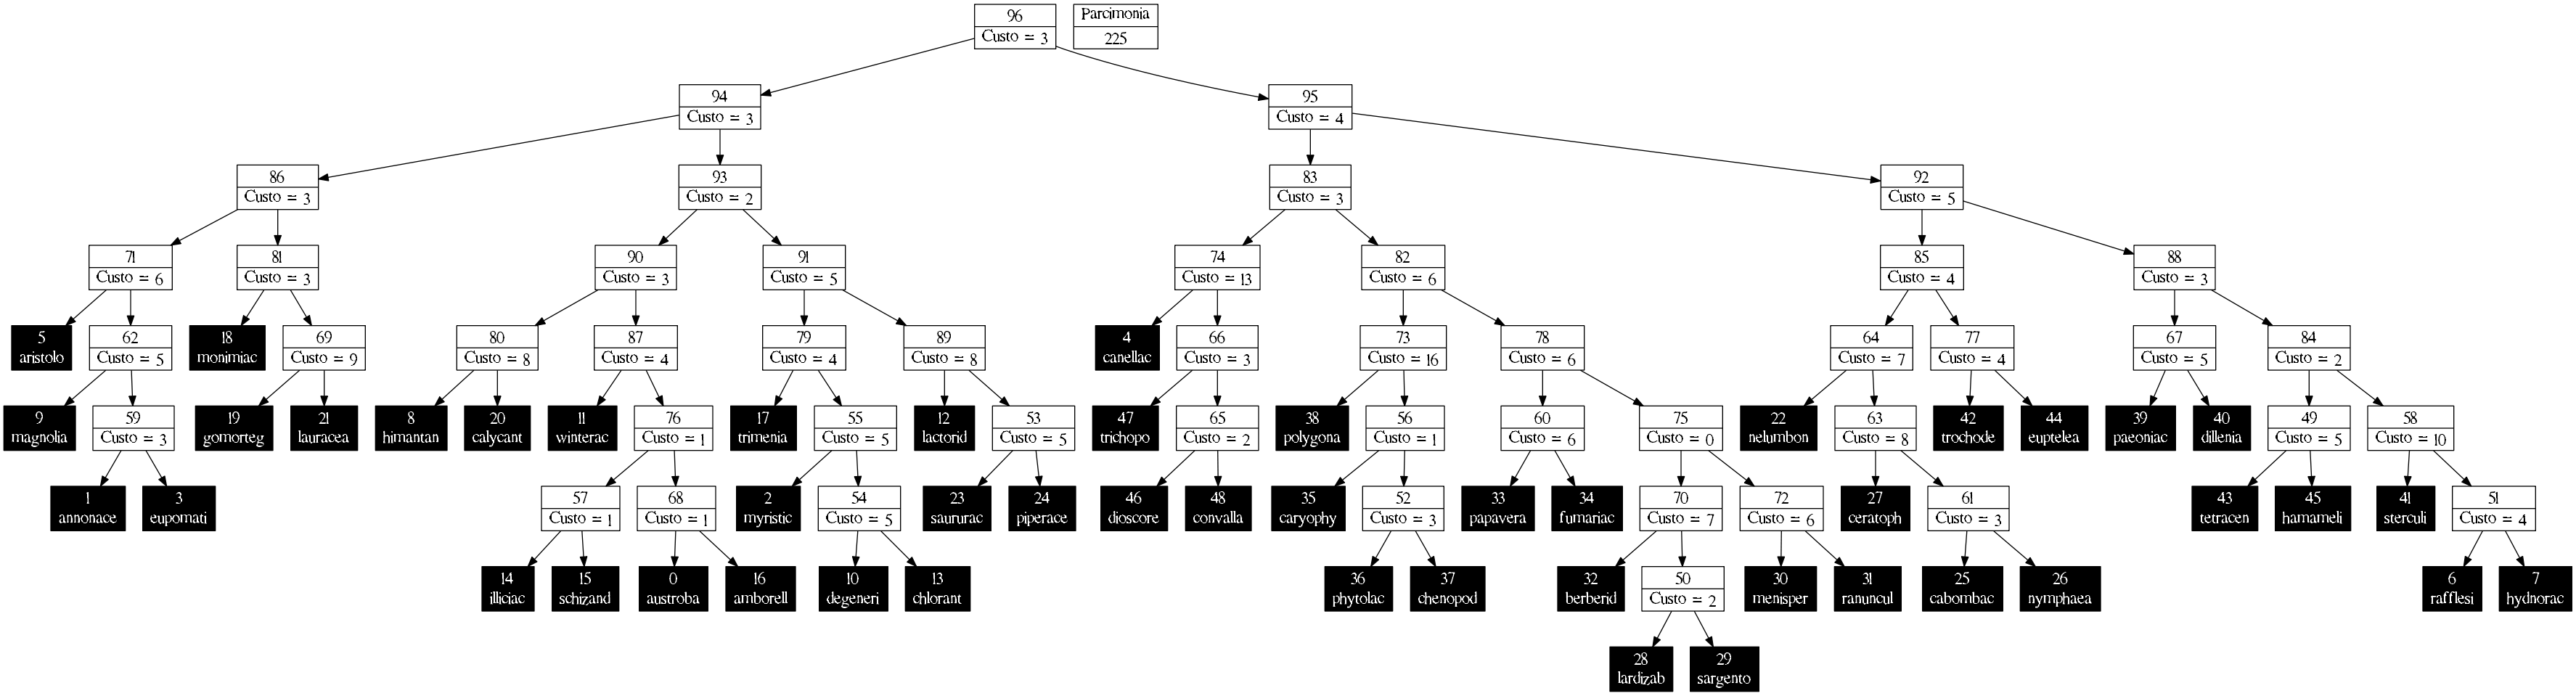 96
Custo = 3
Parcimonia
225
94
Custo = 3
95
Custo = 4
86
Custo = 3
93
Custo = 2
83
Custo = 3
92
Custo = 5
71
Custo = 6
81
Custo = 3
90
Custo = 3
91
Custo = 5
74
Custo = 13
82
Custo = 6
85
Custo = 4
88
Custo = 3
5
aristolo
62
Custo = 5
18
monimiac
69
Custo = 9
80
Custo = 8
87
Custo = 4
79
Custo = 4
89
Custo = 8
4
canellac
66
Custo = 3
73
Custo = 16
78
Custo = 6
64
Custo = 7
77
Custo = 4
67
Custo = 5
84
Custo = 2
9
magnolia
59
Custo = 3
19
gomorteg
21
lauracea
8
himantan
20
calycant
11
winterac
76
Custo = 1
17
trimenia
55
Custo = 5
12
lactorid
53
Custo = 5
47
trichopo
65
Custo = 2
38
polygona
56
Custo = 1
60
Custo = 6
75
Custo = 0
22
nelumbon
63
Custo = 8
42
trochode
44
euptelea
39
paeoniac
40
dillenia
49
Custo = 5
58
Custo = 10
1
annonace
3
eupomati
57
Custo = 1
68
Custo = 1
2
myristic
54
Custo = 5
23
saururac
24
piperace
46
dioscore
48
convalla
35
caryophy
52
Custo = 3
33
papavera
34
fumariac
70
Custo = 7
72
Custo = 6
27
ceratoph
61
Custo = 3
43
tetracen
45
hamameli
41
sterculi
51
Custo = 4
14
illiciac
15
schizand
0
austroba
16
amborell
10
degeneri
13
chlorant
36
phytolac
37
chenopod
32
berberid
50
Custo = 2
30
menisper
31
ranuncul
25
cabombac
26
nymphaea
6
rafflesi
7
hydnorac
28
lardizab
29
sargento